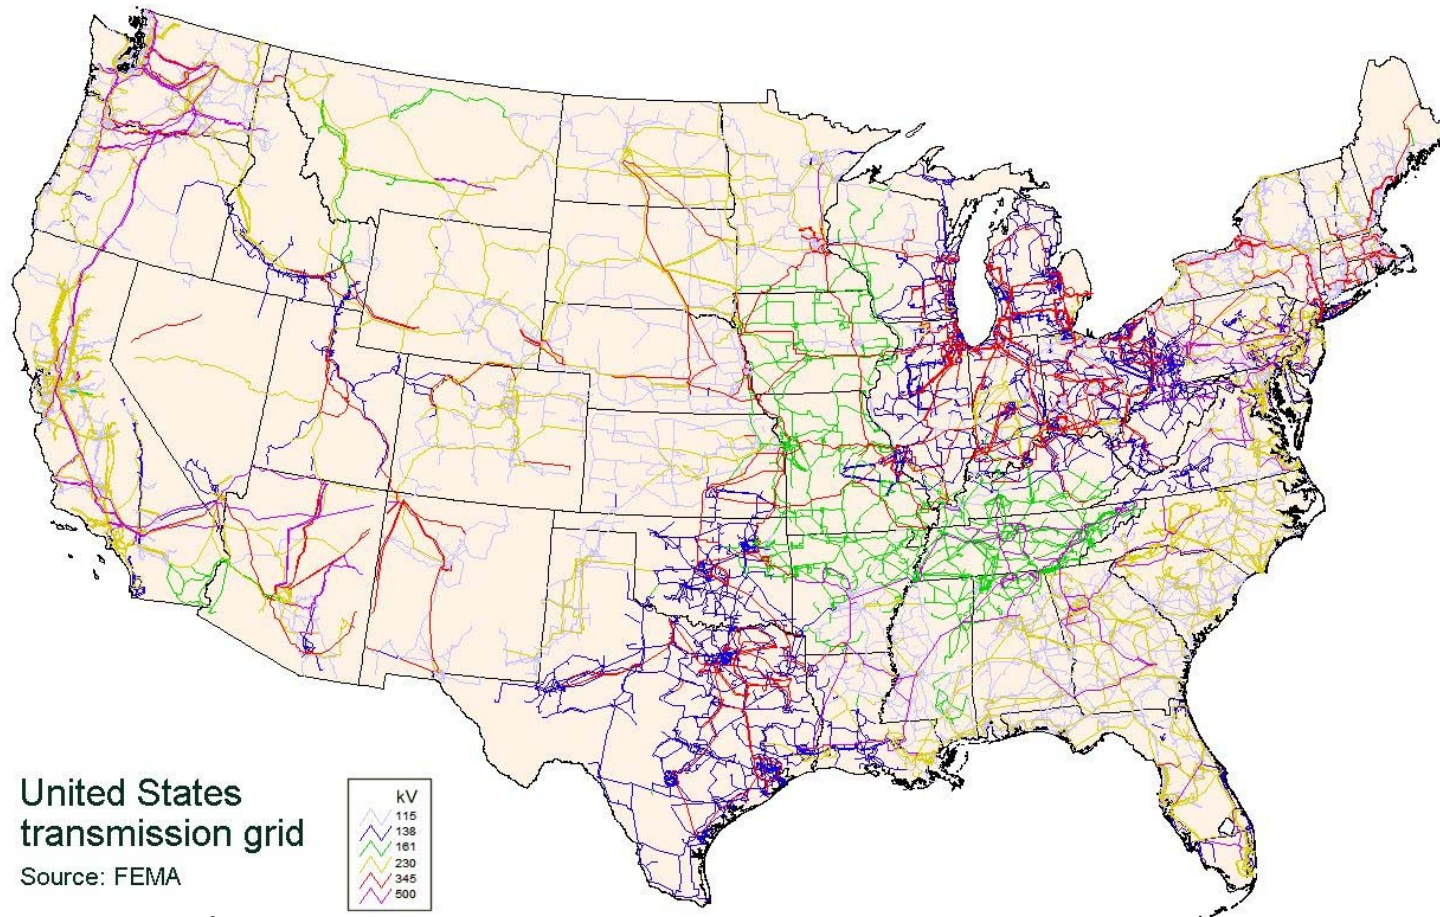 United States
transmission grid
Source: FEMA
kV
115
138
161
230
345
500